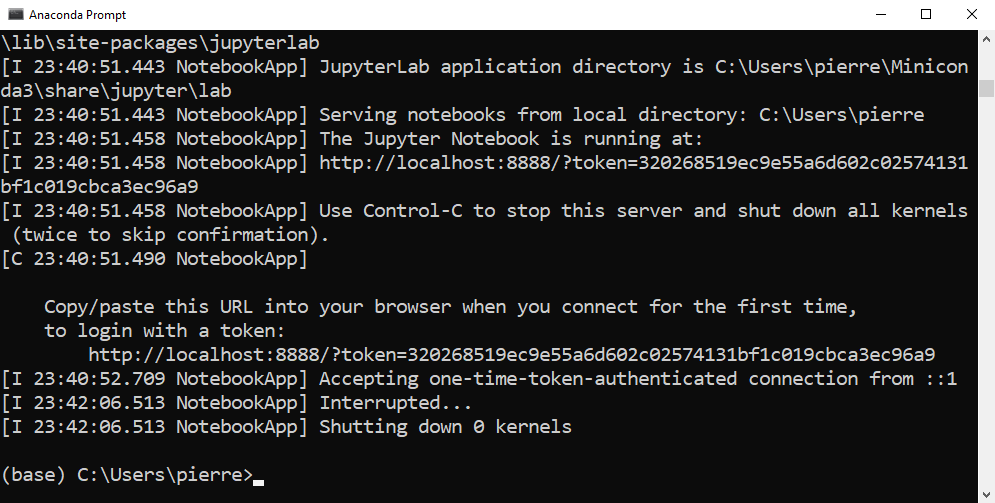 Anaconda Prompt
\lib\site-packages\jupyterlab
[I 23:40:51.443 NotebookApp] JupyterLab application directory is C:\Users\pierre\Minicon
da3\share\jupyter\lab
[I 23:40:51.443 NotebookApp] Serving notebooks from local directory: C:\Users\pierre
[I 23:40:51.458 NotebookApp] The Jupyter Notebook is running at:
[I 23:40:51.458 NotebookApp] http://localhost:8888/?token=320268519ec9e55a6d602c02574131
bf1c019cbca3ec96a9
[I 23:40:51.458 NotebookApp] Use Control-C to stop this server and shut down all kernels
 (twice to skip confirmation).
[C 23:40:51.490 NotebookApp]
    Copy/paste this URL into your browser when you connect for the first time,
    to login with a token:
        http://localhost:8888/?token=320268519ec9e55a6d602c02574131bf1c019cbca3ec96a9
[I 23:40:52.709 NotebookApp] Accepting one-time-token-authenticated connection from ::1
[I 23:42:06.513 NotebookApp] Interrupted...
[I 23:42:06.513 NotebookApp] Shutting down 0 kernels
(base) C:\Users\pierre>